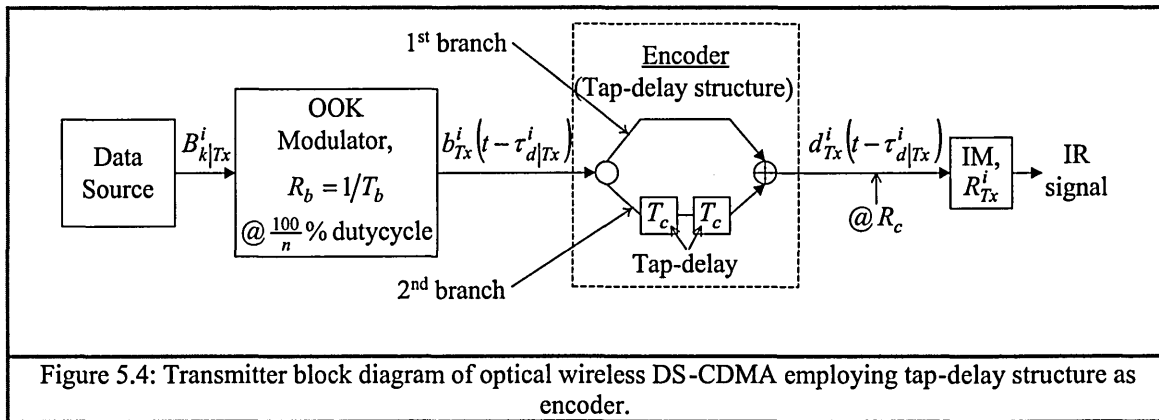 1st branch
Encoder
(Tap-delay structure)
Data
Source
B^i_{k|Tx}
OOK
Modulator,
R_b = 1/T_b
@ 100/n % dutycycle
b^i_{Tx}(t − τ^i_{d|Tx})
T_c
T_c
Tap-delay
2nd branch
d^i_{Tx}(t − τ^i_{d|Tx})
@ R_c
IM,
R^i_{Tx}
IR
signal
Figure 5.4: Transmitter block diagram of optical wireless DS-CDMA employing tap-delay structure as
encoder.